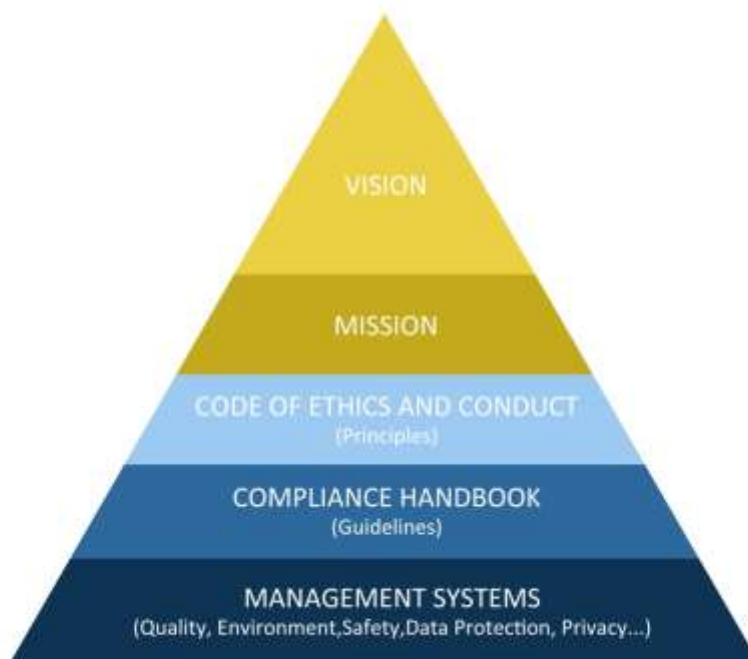 VISION
MISSION
CODE OF ETHICS AND CONDUCT
(Principles)
COMPLIANCE HANDBOOK
(Guidelines)
MANAGEMENT SYSTEMS
(Quality, Environment,Safety,Data Protection, Privacy...)